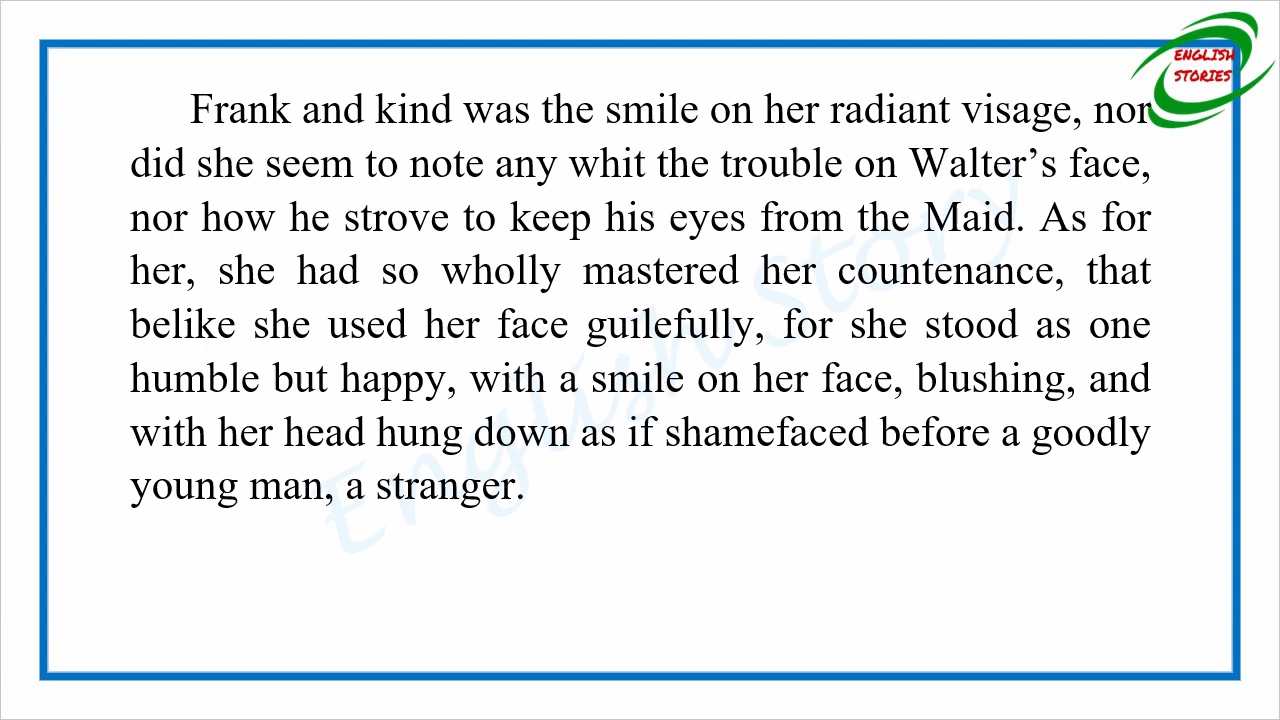 ENGLISH
STORIES
Frank and kind was the smile on her radiant visage, nor
did she seem to note any whit the trouble on Walter’s face,
nor how he strove to keep his eyes from the Maid. As for
her, she had so wholly mastered her countenance, that
belike she used her face guilefully, for she stood as one
humble but happy, with a smile on her face, blushing, and
with her head hung down as if shamefaced before a goodly
young man, a stranger.
English Story